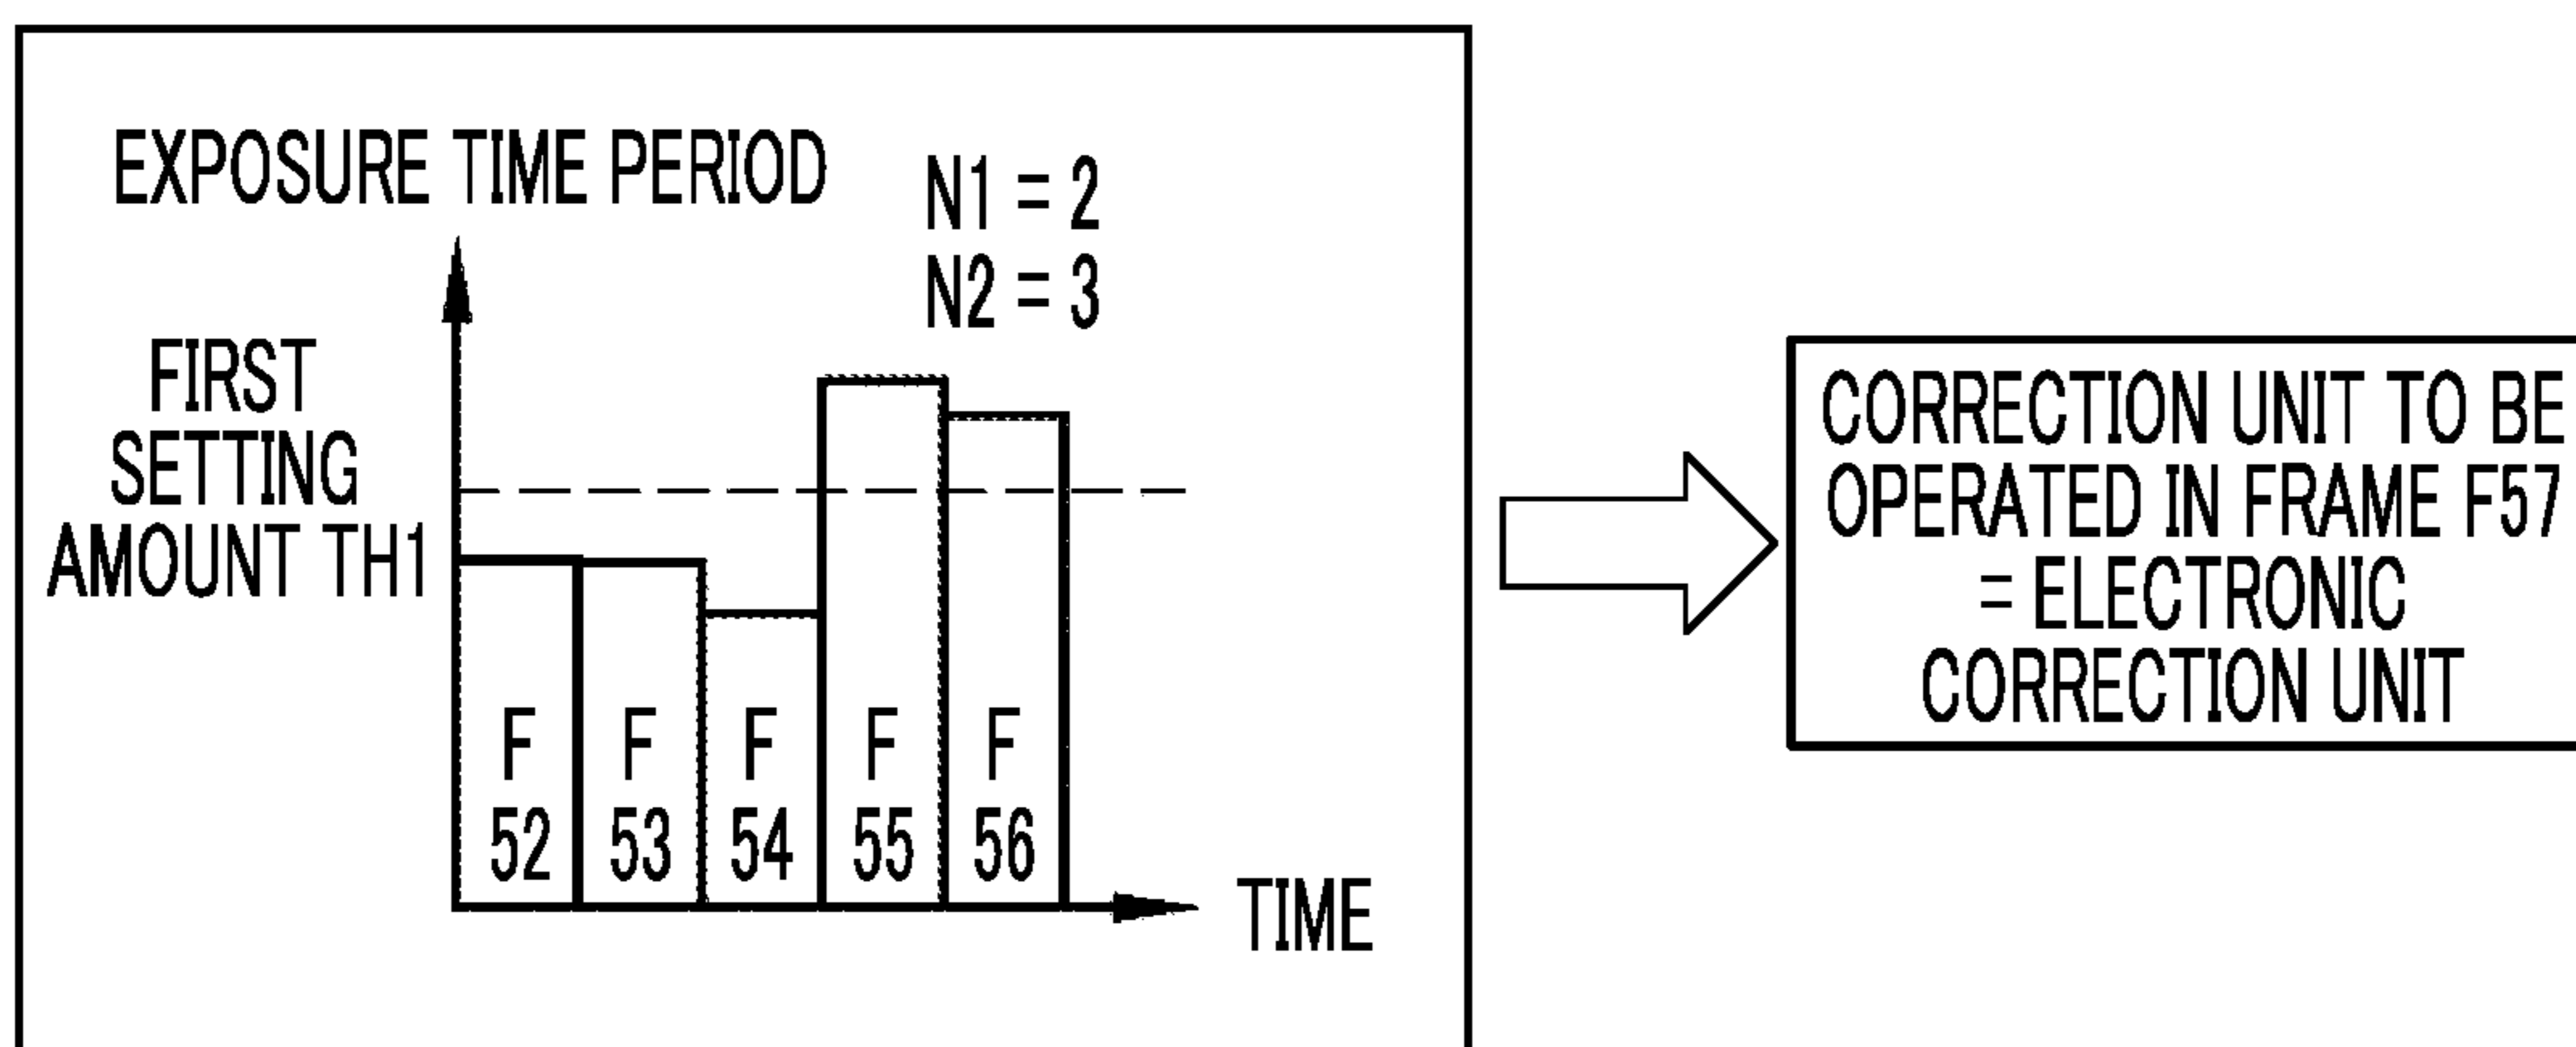 EXPOSURE TIME PERIOD
N1 = 2
N2 = 3
FIRST
SETTING
AMOUNT TH1
F
52
F
53
F
54
F
55
F
56
TIME
CORRECTION UNIT TO BE
OPERATED IN FRAME F57
= ELECTRONIC
CORRECTION UNIT